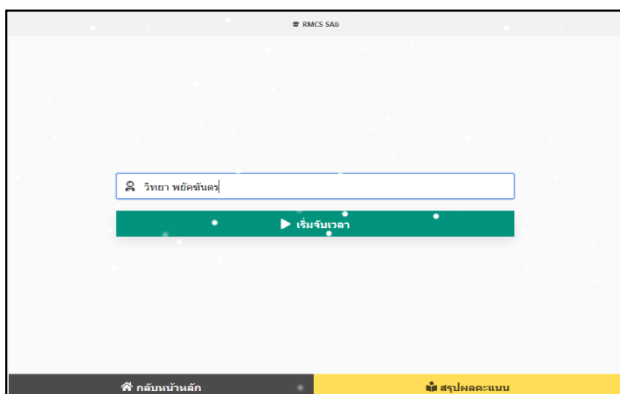 RMCS SAB
วิทยา พยัคฆันตร
เริ่มจับเวลา
กลับหน้าหลัก
สรุปผลคะแนน